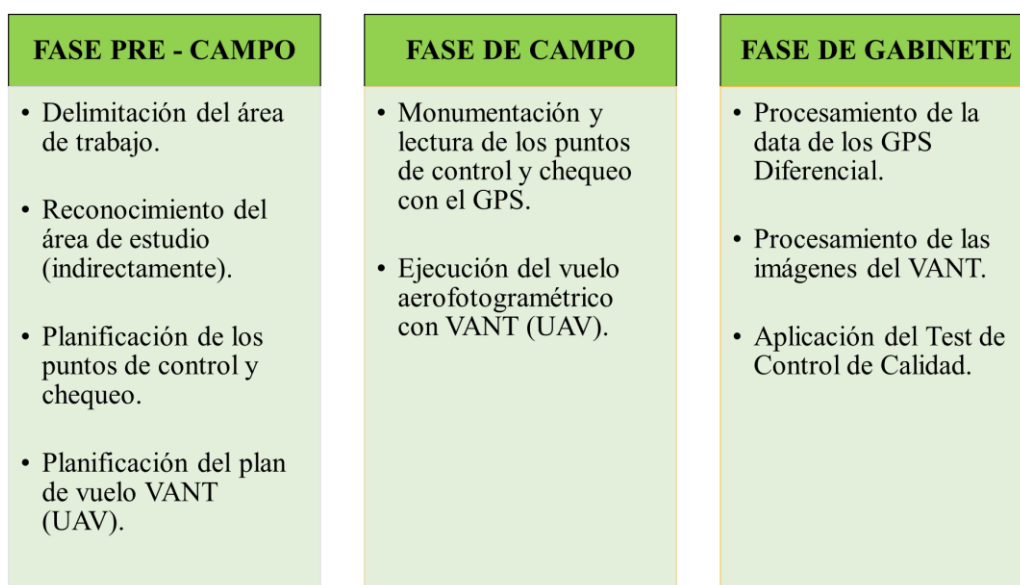 FASE PRE - CAMPO
• Delimitación del área
de trabajo.
• Reconocimiento del
área de estudio
(indirectamente).
• Planificación de los
puntos de control y
chequeo.
• Planificación del plan
de vuelo VANT
(UAV).
FASE DE CAMPO
• Monumentación y
lectura de los puntos
de control y chequeo
con el GPS.
• Ejecución del vuelo
aerofotogramétrico
con VANT (UAV).
FASE DE GABINETE
• Procesamiento de la
data de los GPS
Diferencial.
• Procesamiento de las
imágenes del VANT.
• Aplicación del Test de
Control de Calidad.